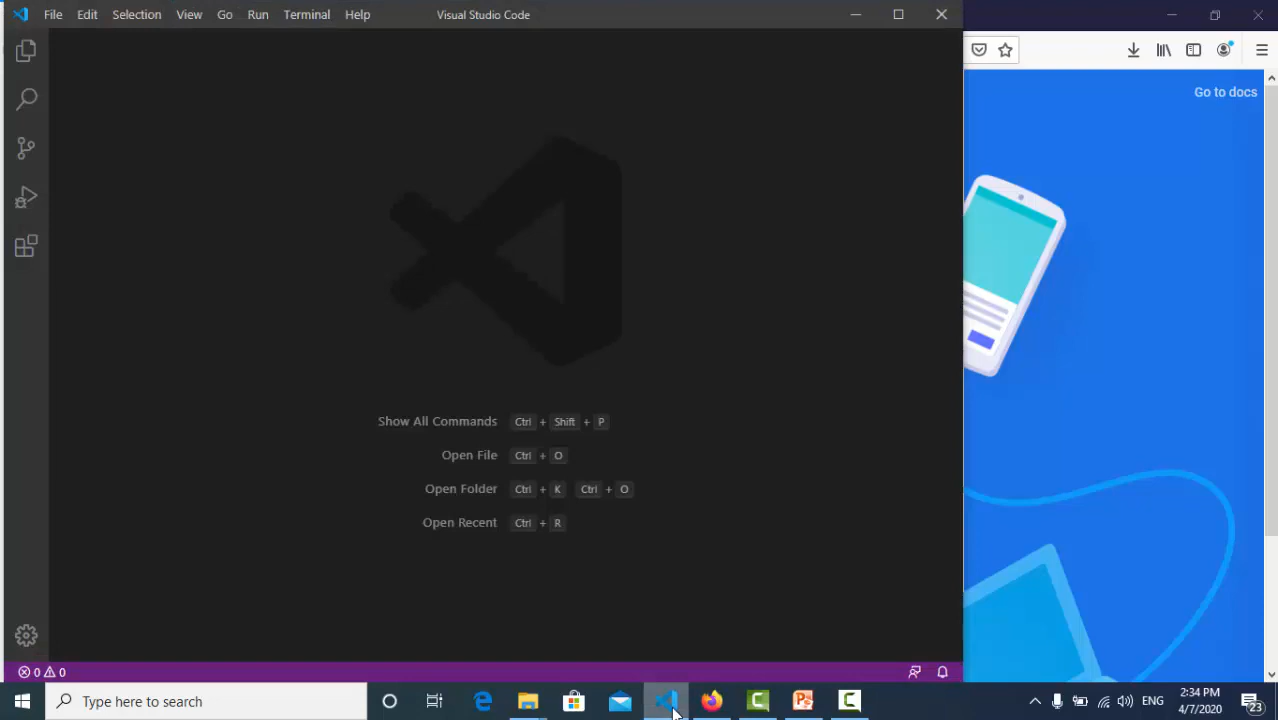 File Edit Selection View Go Run Terminal Help Visual Studio Code
Go to docs
Show All Commands Ctrl + Shift + P
Open File Ctrl + O
Open Folder Ctrl + K Ctrl + O
Open Recent Ctrl + R
0 0
Type here to search
ENG
2:34 PM
4/7/2020
23